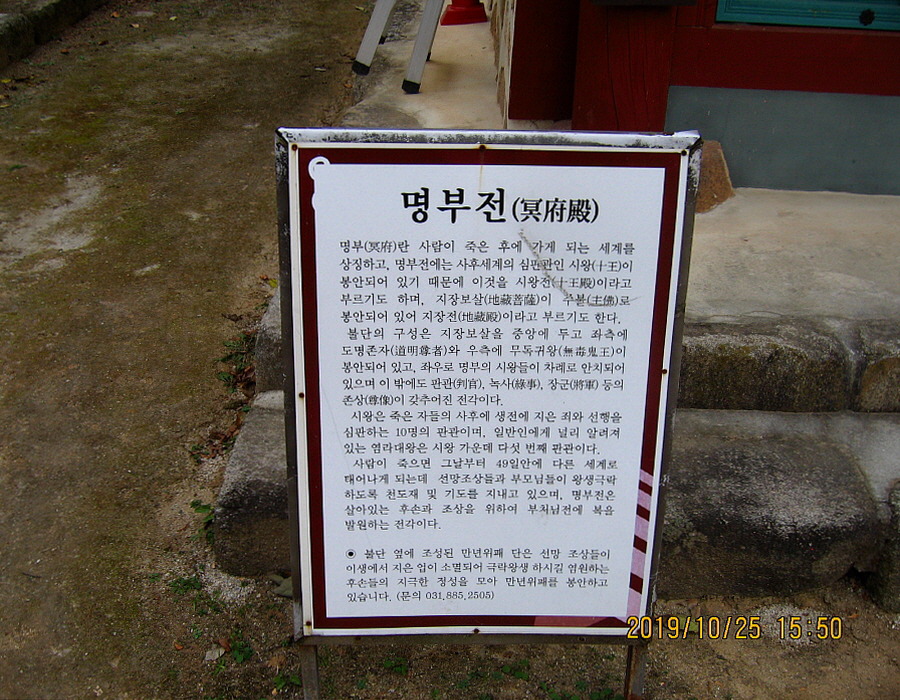 명부전(冥府殿)
명부(冥府)란 사람이 죽은 후에 가게 되는 세계를
상징하고, 명부전에는 사후세계의 심판관인 시왕(十王)이
봉안되어 있기 때문에 이것을 시왕전(十王殿)이라고
부르기도 하며, 지장보살(地藏菩薩)이 주불(主佛)로
봉안되어 있어 지장전(地藏殿)이라고 부르기도 한다.
불단의 구성은 지장보살을 중앙에 두고 좌측에
도명존자(道明尊者)와 우측에 무독귀왕(無毒鬼王)이
봉안되어 있고, 좌우로 명부의 시왕들이 차례로 안치되어
있으며 이 밖에도 판관(判官), 녹사(綠事), 장군(將軍) 등의
존상(尊像)이 갖추어진 전각이다.
시왕은 죽은 자들의 사후에 생전에 지은 죄와 선행을
심판하는 10명의 판관이며, 일반인에게 널리 알려져
있는 염라대왕은 시왕 가운데 다섯 번째 판관이다.
사람이 죽으면 그날부터 49일안에 다른 세계로
태어나게 되는데 선망조상들과 부모님들이 왕생극락
하도록 천도재 및 기도를 지내고 있으며, 명부전은
살아있는 후손과 조상을 위하여 부처님전에 복을
발원하는 전각이다.
◉ 불단 옆에 조성된 만년위패 단은 선망 조상들이
이생에서 지은 업이 소멸되어 극락왕생 하시길 염원하는
후손들의 지극한 정성을 모아 만년위패를 봉안하고
있습니다. (문의 031.885.2505)
2019/10/25 15:50